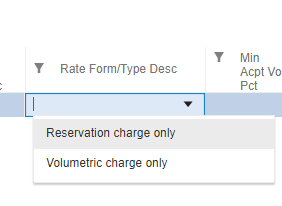 Rate Form/Type Desc
Min
Acpt Vo
Pct
c
Reservation charge only
Volumetric charge only